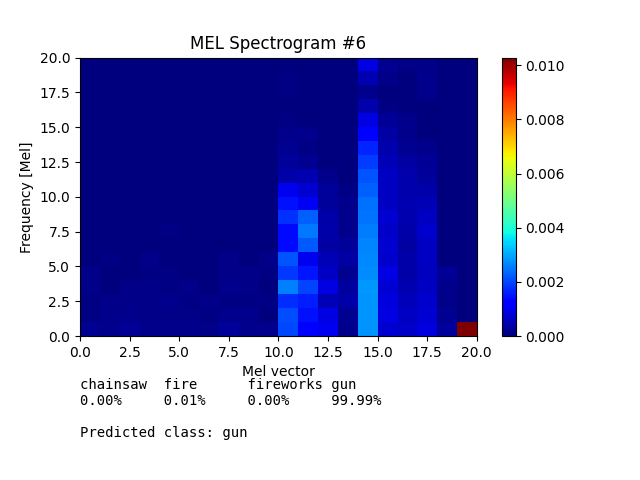 MEL Spectrogram #6
Frequency [Mel]
20.0
17.5
15.0
12.5
10.0
7.5
5.0
2.5
0.0
0.0 2.5 5.0 7.5 10.0 12.5 15.0 17.5 20.0
Mel vector
0.010
0.008
0.006
0.004
0.002
0.000
chainsaw fire fireworks gun
0.00% 0.01% 0.00% 99.99%
Predicted class: gun